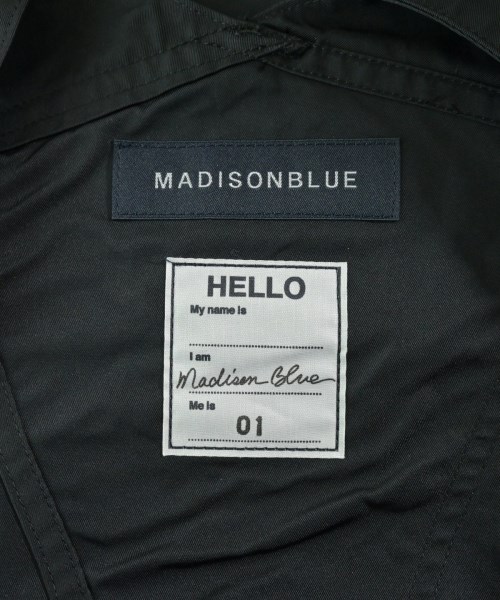 MADISONBLUE
HELLO
My name is
I am
Madison Blue
Me is
01